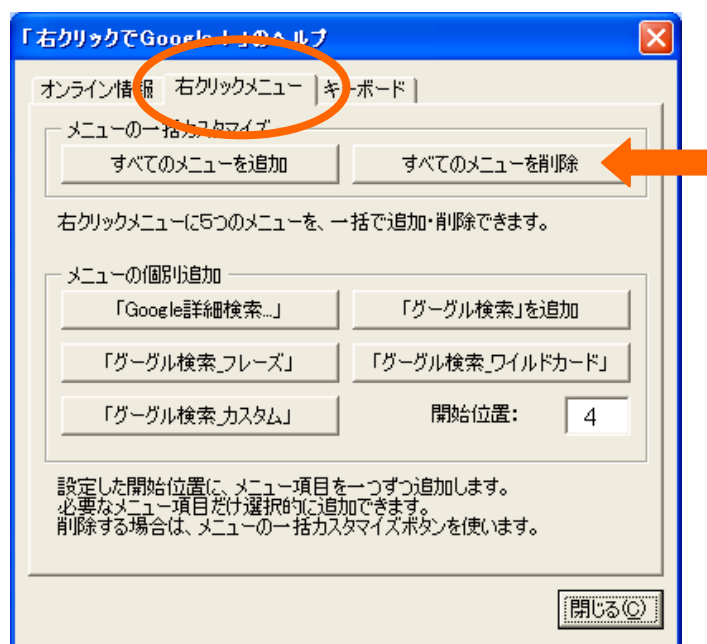 「右クリックでGoogle！」のヘルプ
オンライン情報 右クリックメニュー キーボード
メニューの一括カスタマイズ
すべてのメニューを追加 すべてのメニューを削除
右クリックメニューに5つのメニューを、一括で追加･削除できます。
メニューの個別追加
「Google詳細検索...」 「グーグル検索」を追加
「グーグル検索_フレーズ」 「グーグル検索_ワイルドカード」
「グーグル検索_カスタム」 開始位置: 4
設定した開始位置に、メニュー項目を一つずつ追加します。
必要なメニュー項目だけ選択的に追加できます。
削除する場合は、メニューの一括カスタマイズボタンを使います。
閉じる(C)